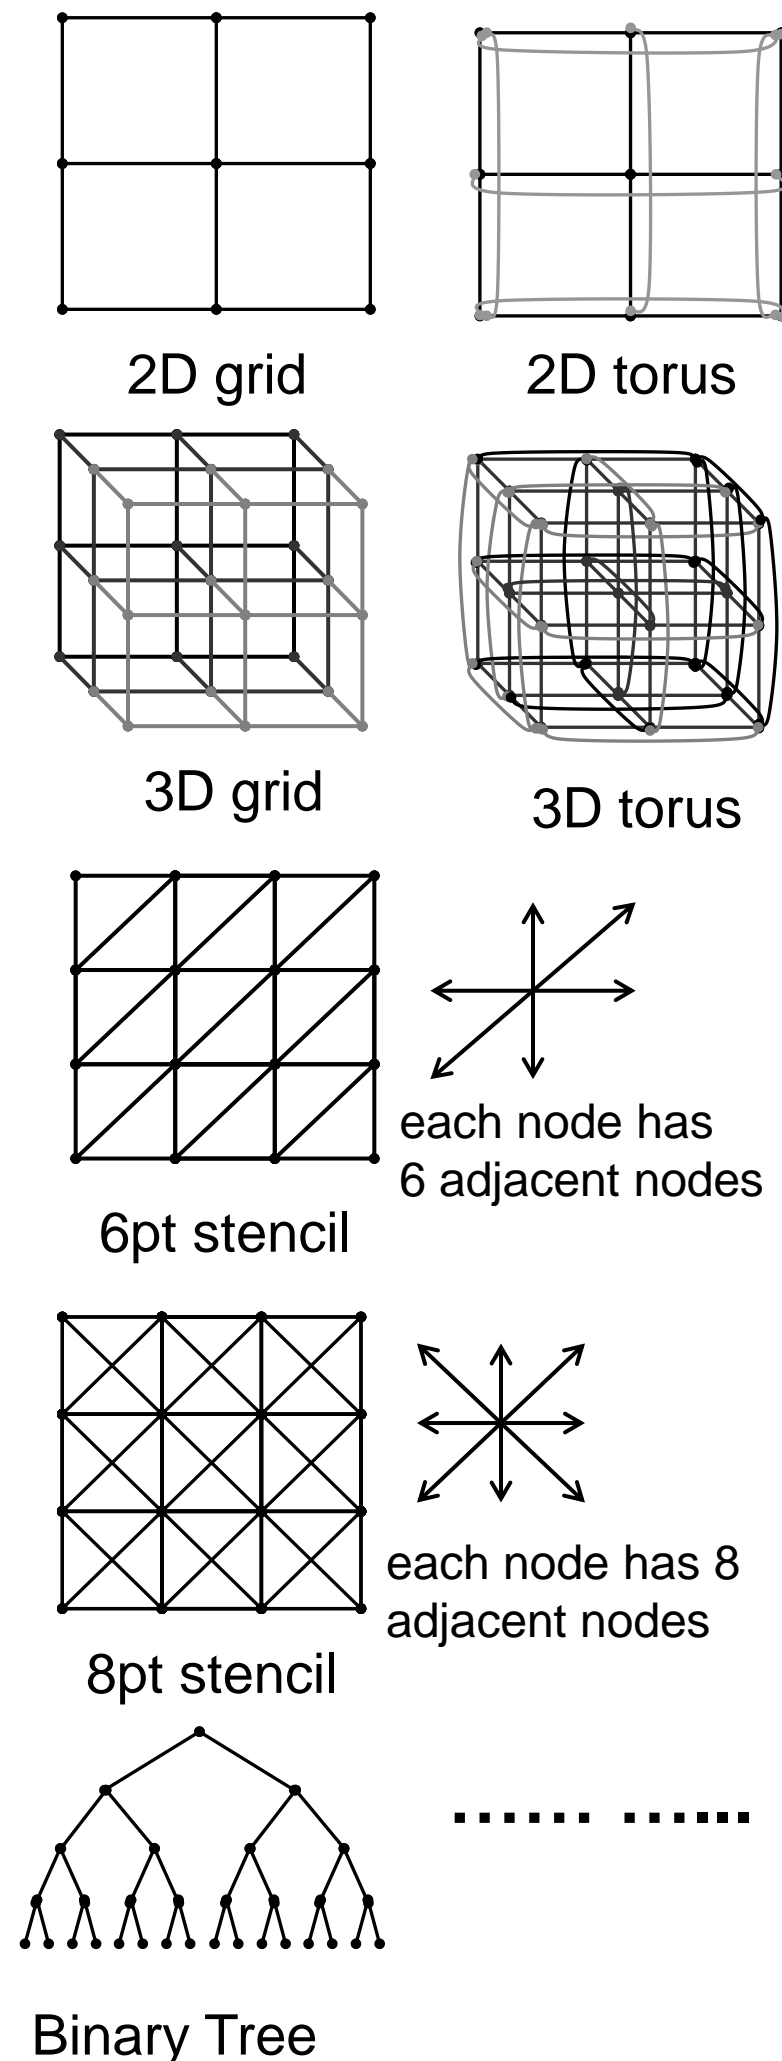 2D grid
2D torus
3D grid
3D torus
each node has
6 adjacent nodes
6pt stencil
each node has 8
adjacent nodes
8pt stencil
Binary Tree